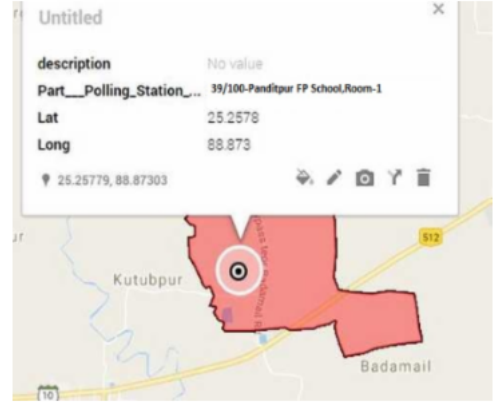 Untitled
description No value
Part___Polling_Station_... 39/100-Panditpur FP School,Room-1
Lat 25.2578
Long 88.873
25.25779, 88.87303
512
Kutubpur
Badamail
10